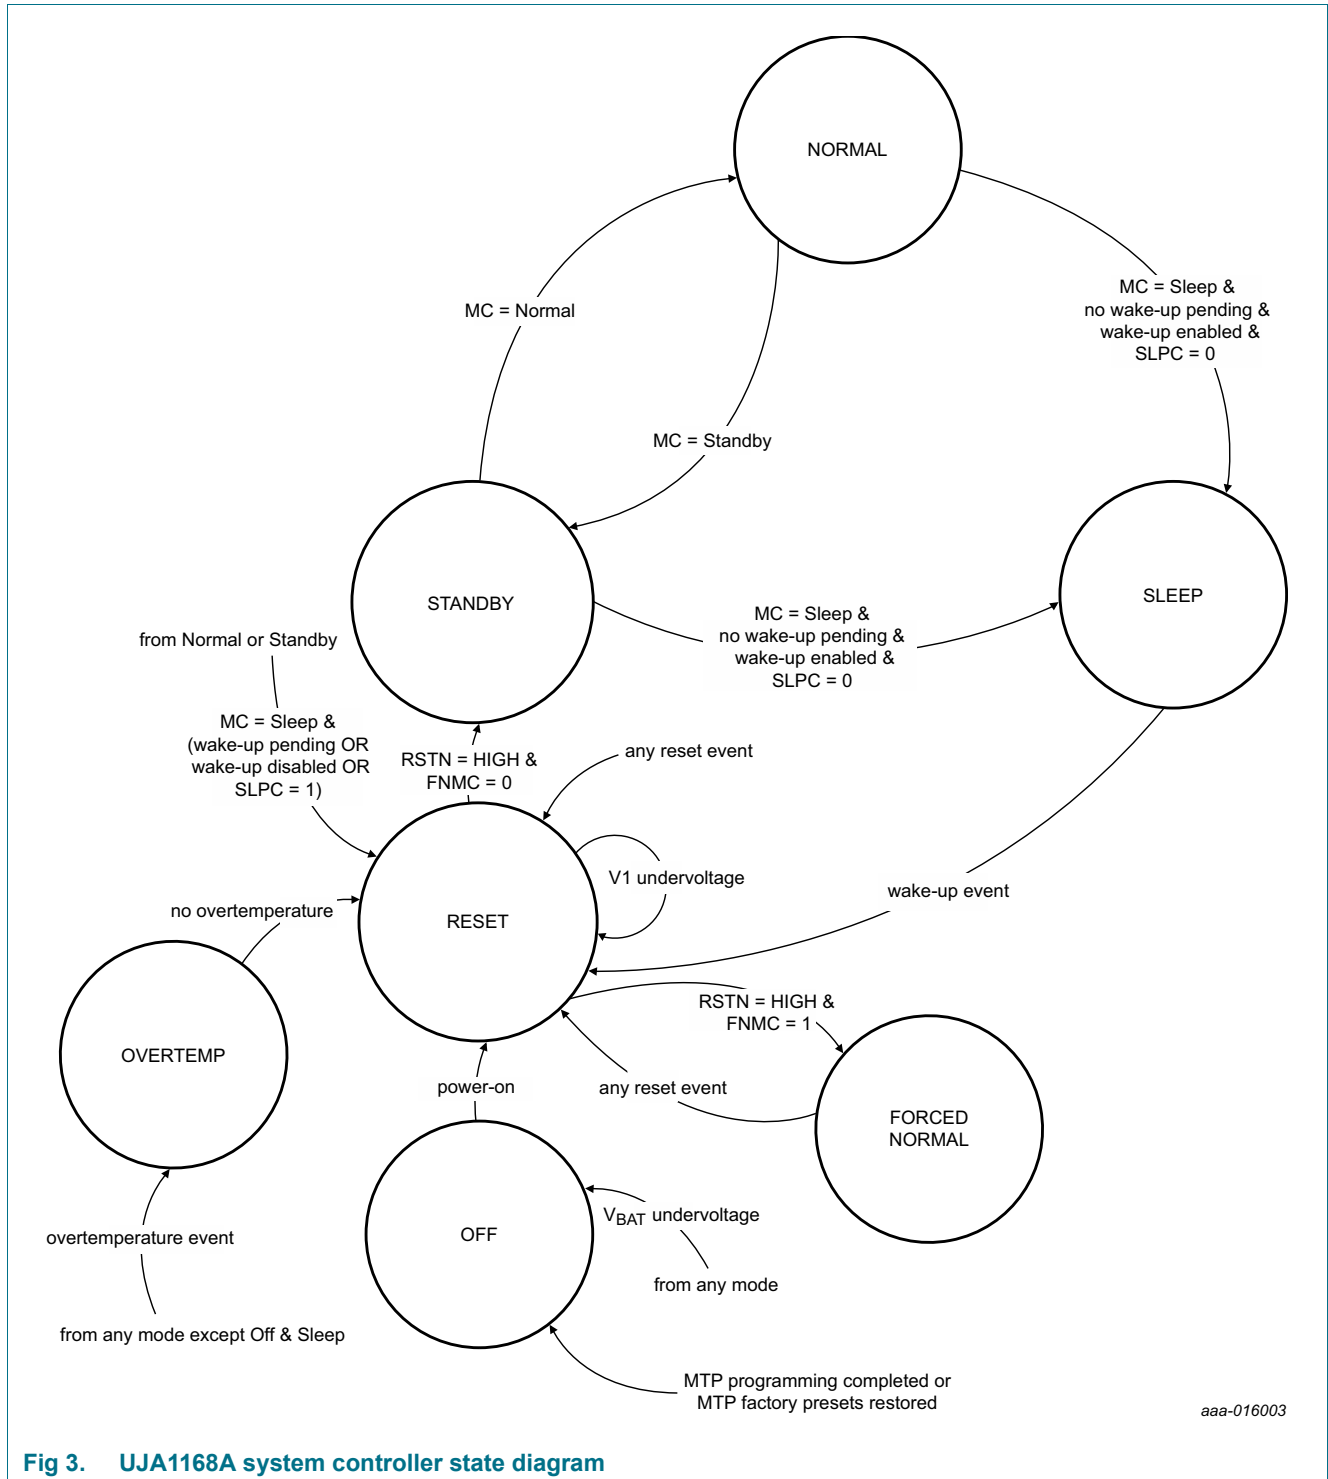 NORMAL
MC = Sleep &
no wake-up pending &
wake-up enabled &
SLPC = 0
MC = Normal
MC = Standby
STANDBY
SLEEP
MC = Sleep &
no wake-up pending &
wake-up enabled &
SLPC = 0
from Normal or Standby
MC = Sleep &
(wake-up pending OR
wake-up disabled OR
SLPC = 1)
RSTN = HIGH &
FNMC = 0
any reset event
V1 undervoltage
wake-up event
no overtemperature
RESET
RSTN = HIGH &
FNMC = 1
OVERTEMP
power-on
any reset event
FORCED
NORMAL
OFF
VBAT undervoltage
from any mode
overtemperature event
from any mode except Off & Sleep
MTP programming completed or
MTP factory presets restored
aaa-016003
Fig 3. UJA1168A system controller state diagram